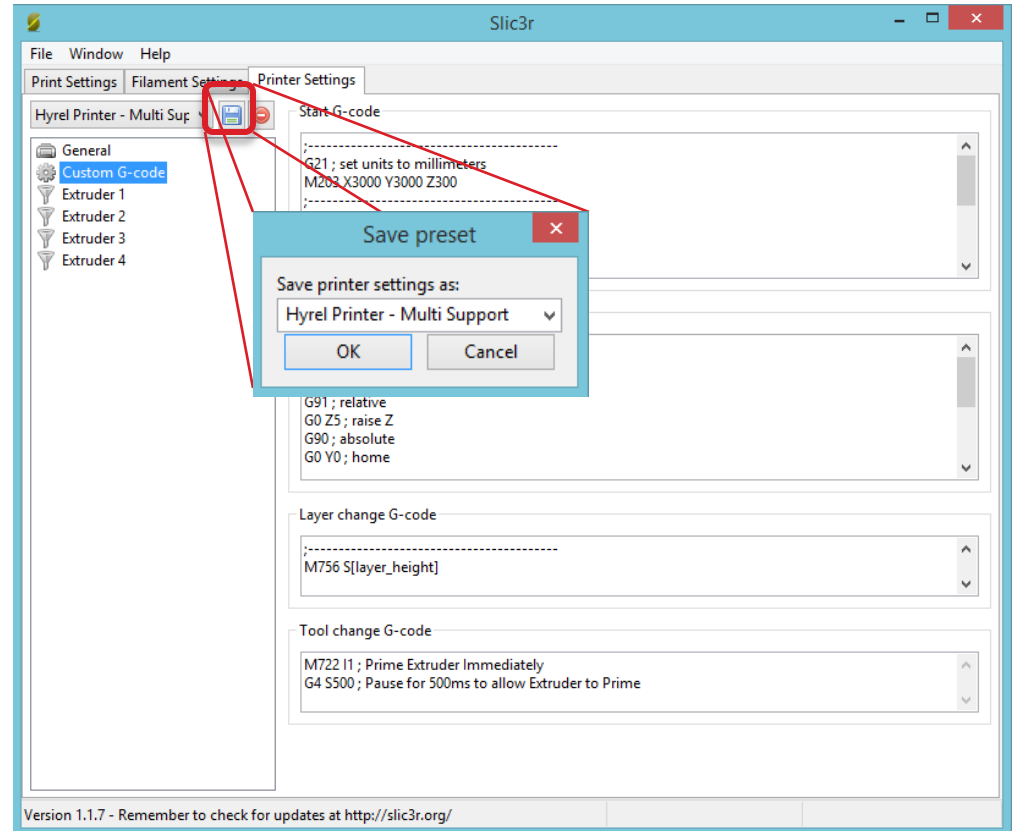 Slic3r
File Window Help
Print Settings Filament Settings Printer Settings
Hyrel Printer - Multi Sup
General
Custom G-code
Extruder 1
Extruder 2
Extruder 3
Extruder 4
Start G-code
;-----------------------------------------
G21 ; set units to millimeters
M203 X3000 Y3000 Z300
;-----------------------------------------
Save preset
Save printer settings as:
Hyrel Printer - Multi Support
OK Cancel
G91 ; relative
G0 Z5 ; raise Z
G90 ; absolute
G0 Y0 ; home
Layer change G-code
;-----------------------------------------
M756 S[layer_height]
Tool change G-code
M722 I1 ; Prime Extruder Immediately
G4 S500 ; Pause for 500ms to allow Extruder to Prime
Version 1.1.7 - Remember to check for updates at http://slic3r.org/